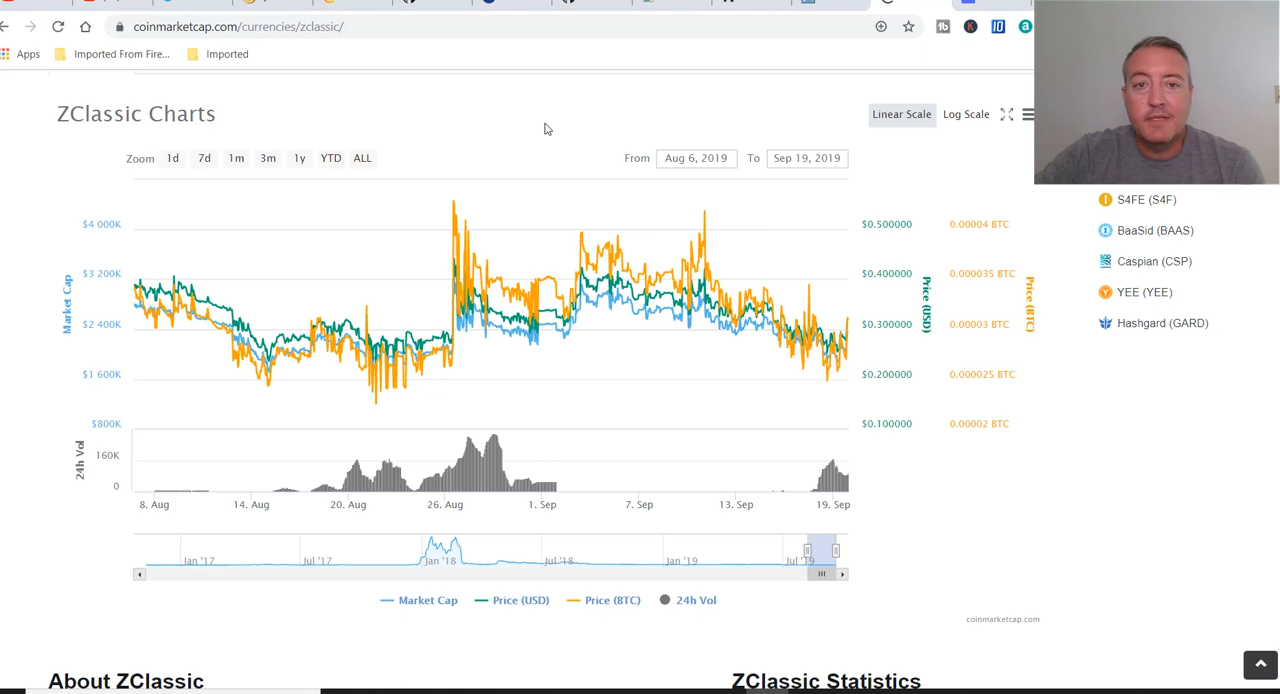 coinmarketcap.com/currencies/zclassic/
Apps Imported From Fire... Imported
ZClassic Charts
Linear Scale Log Scale
Zoom 1d 7d 1m 3m 1y YTD ALL From Aug 6, 2019 To Sep 19, 2019
S4FE (S4F)
BaaSid (BAAS)
Caspian (CSP)
YEE (YEE)
Hashgard (GARD)
$4 000K $0.500000 0.00004 BTC
$3 200K $0.400000 0.000035 BTC
$2 400K $0.300000 0.00003 BTC
$1 600K $0.200000 0.000025 BTC
$800K $0.100000 0.00002 BTC
Market Cap
Price (USD)
Price (BTC)
24h Vol
160K
0
8. Aug 14. Aug 20. Aug 26. Aug 1. Sep 7. Sep 13. Sep 19. Sep
Jan '17 Jul '17 Jan '18 Jul '18 Jan '19 Jul '19
Market Cap Price (USD) Price (BTC) 24h Vol
coinmarketcap.com
About ZClassic ZClassic Statistics